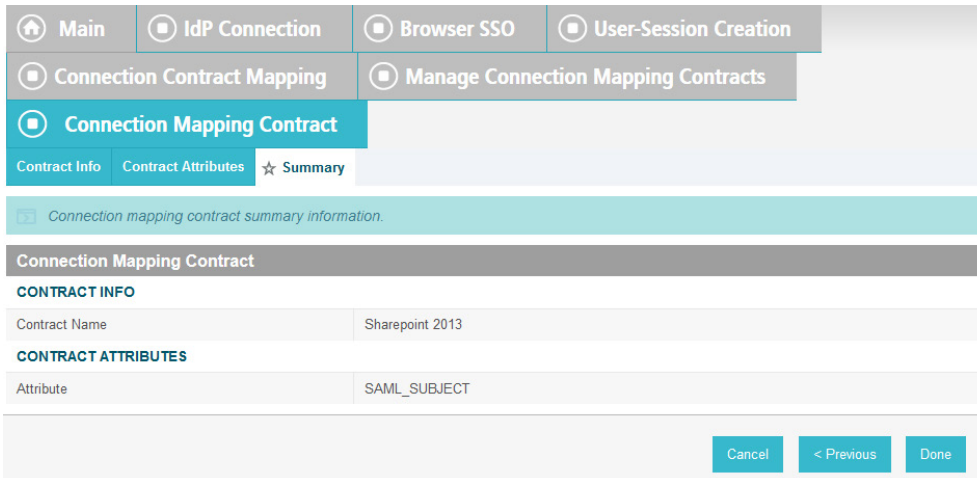 Main IdP Connection Browser SSO User-Session Creation
Connection Contract Mapping Manage Connection Mapping Contracts
Connection Mapping Contract
Contract Info Contract Attributes Summary
Connection mapping contract summary information.
Connection Mapping Contract
CONTRACT INFO
Contract Name Sharepoint 2013
CONTRACT ATTRIBUTES
Attribute SAML_SUBJECT
Cancel < Previous Done